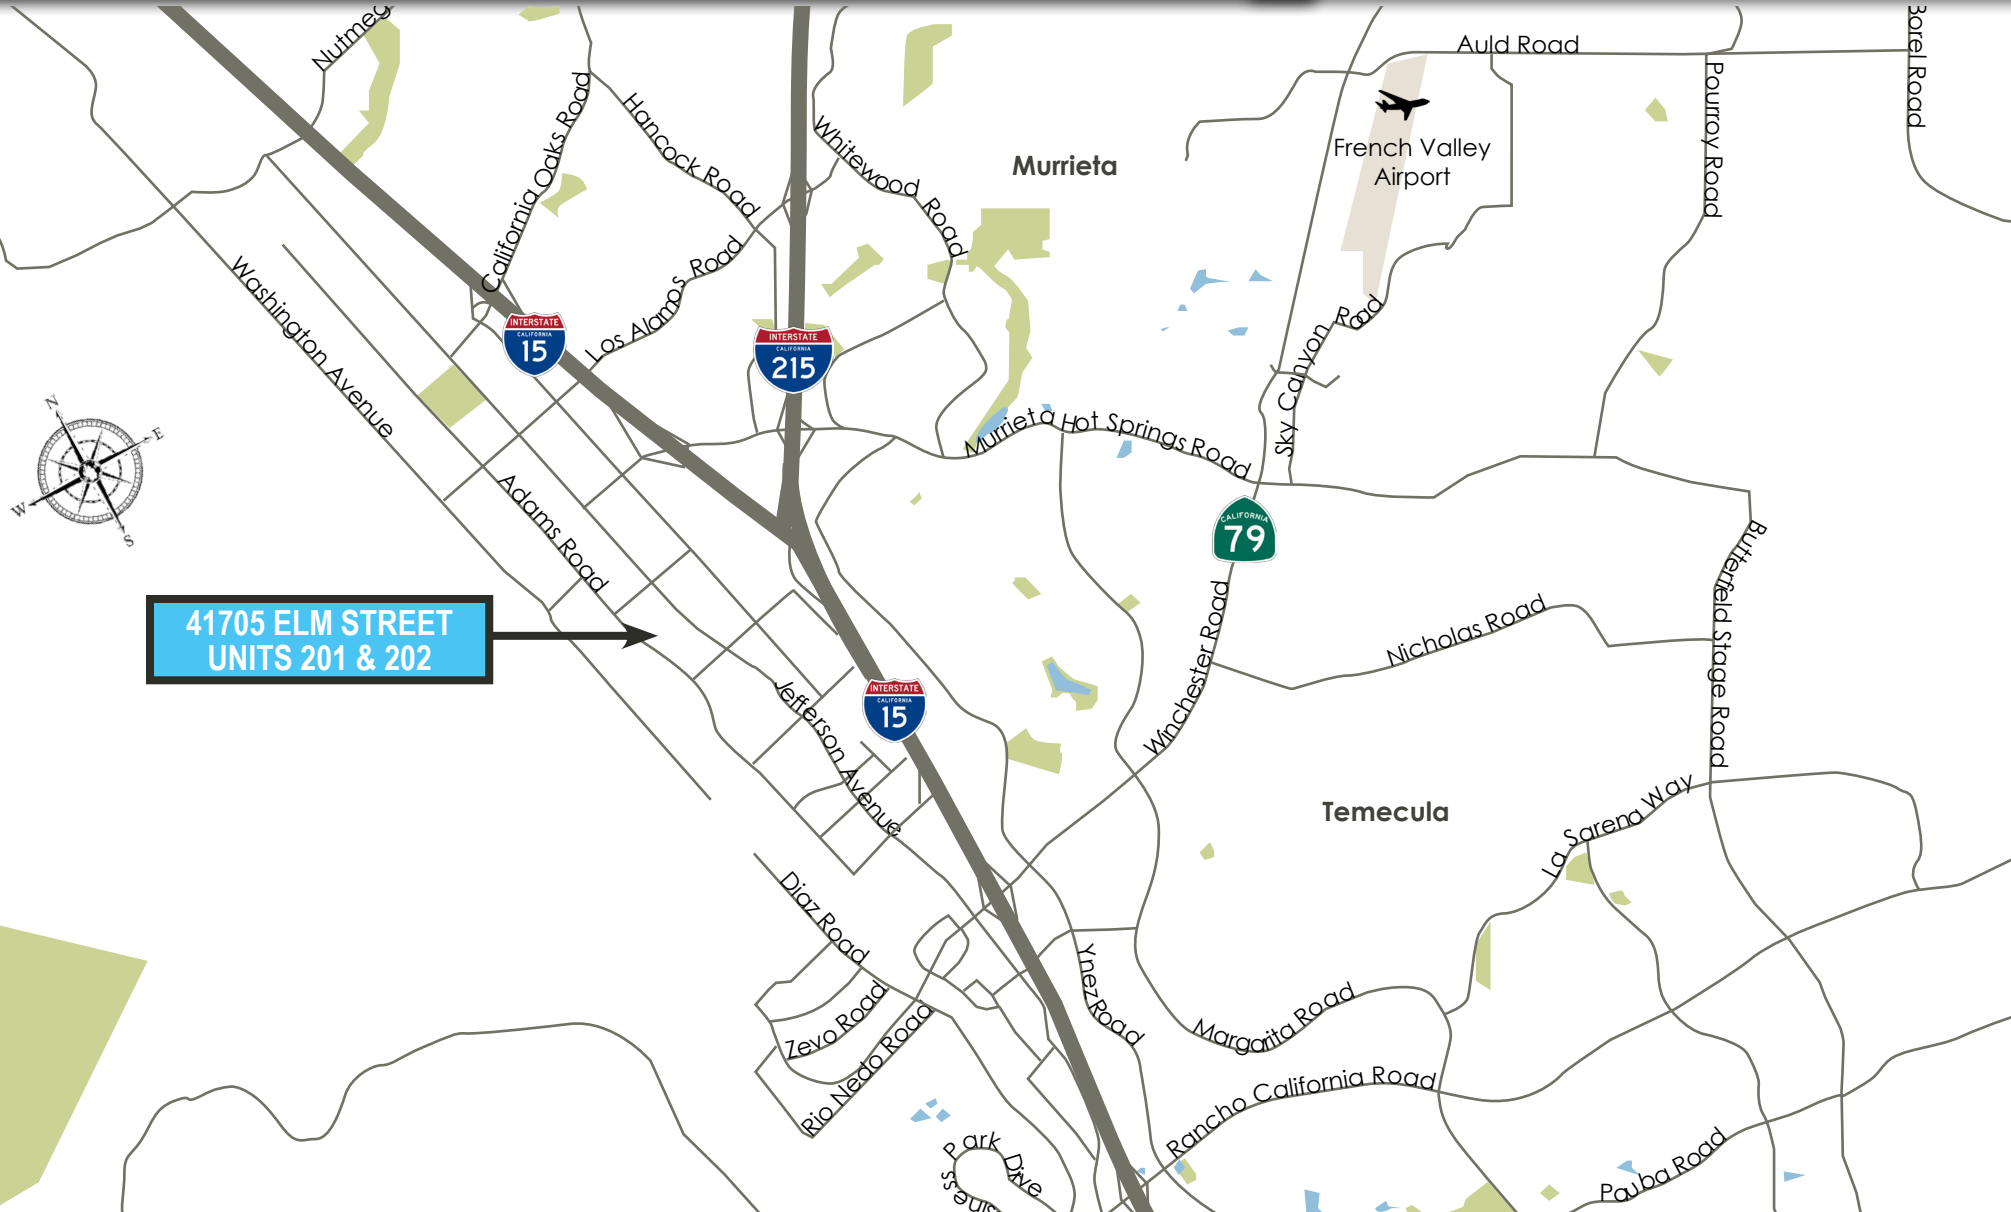 Nutmeg
Auld Road
Borel Road
California Oaks Road
Hancock Road
Whitewood Road
Murrieta
French Valley
Airport
Pourroy Road
Washington Avenue
Los Alamos Road
INTERSTATE
CALIFORNIA
15
INTERSTATE
CALIFORNIA
215
Sky Canyon Road
N
E
W
S
Murrieta Hot Springs Road
Adams Road
CALIFORNIA
79
Butterfield Stage Road
41705 ELM STREET
UNITS 201 & 202
Nicholas Road
Winchester Road
Jefferson Avenue
INTERSTATE
CALIFORNIA
15
Temecula
La Sarena Way
Diaz Road
Ynez Road
Zevo Road
Rio Nedo Road
Margarita Road
Rancho California Road
Park Dive
siness
Pauba Road